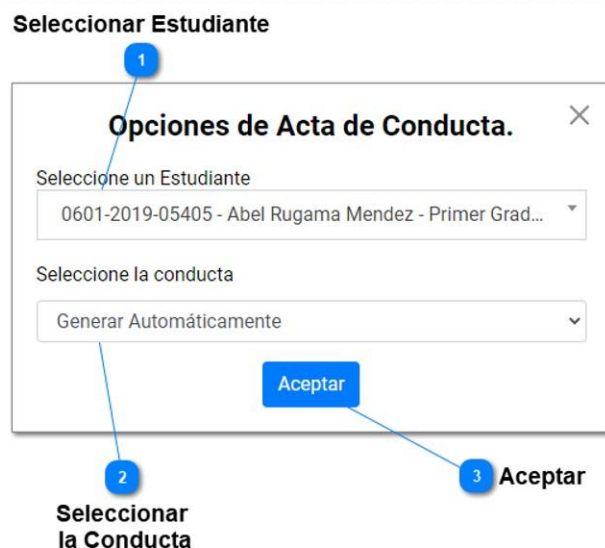 Seleccionar Estudiante
1
Opciones de Acta de Conducta.
Seleccione un Estudiante
0601-2019-05405 - Abel Rugama Mendez - Primer Grad...
Seleccione la conducta
Generar Automáticamente
Aceptar
2
3 Aceptar
Seleccionar
la Conducta